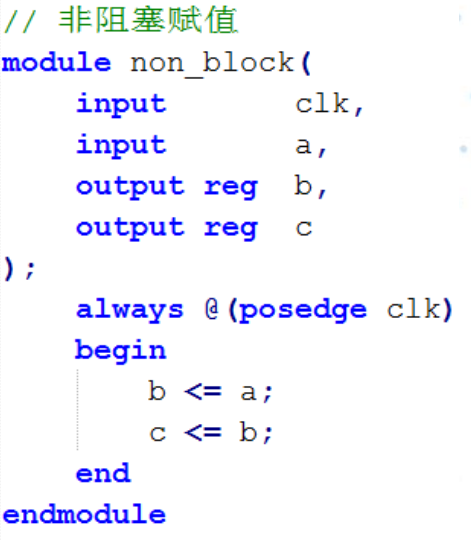 // 非阻塞赋值
module non_block(
    input       clk,
    input       a,
    output reg  b,
    output reg  c
);
    always @(posedge clk)
    begin
        b <= a;
        c <= b;
    end
endmodule